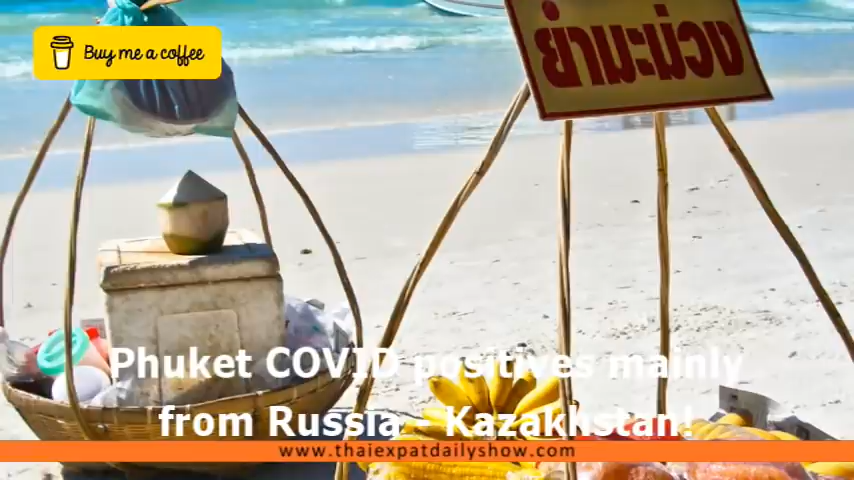 Buy me a coffee
ยำมะม่วง
Phuket COVID positives mainly
from Russia - Kazakhstan!
www.thaiexpatdailyshow.com